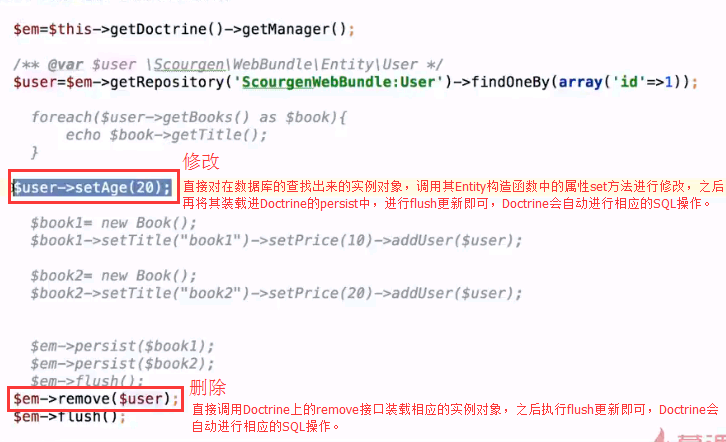 $em=$this->getDoctrine()->getManager();
/** @var $user \Scourgen\WebBundle\Entity\User */
$user=$em->getRepository('ScourgenWebBundle:User')->findOneBy(array('id'=>1));
foreach($user->getBooks() as $book){
echo $book->getTitle();
}
修改
$user->setAge(20);
直接对在数据库的查找出来的实例对象，调用其Entity构造函数中的属性set方法进行修改，之后
再将其装载进Doctrine的persist中，进行flush更新即可，Doctrine会自动进行相应的SQL操作。
$book1= new Book();
$book1->setTitle("book1")->setPrice(10)->addUser($user);
$book2= new Book();
$book2->setTitle("book2")->setPrice(20)->addUser($user);
$em->persist($book1);
$em->persist($book2);
$em->flush();
删除
$em->remove($user);
直接调用Doctrine上的remove接口装载相应的实例对象，之后执行flush更新即可，Doctrine会
自动进行相应的SQL操作。
$em->flush();